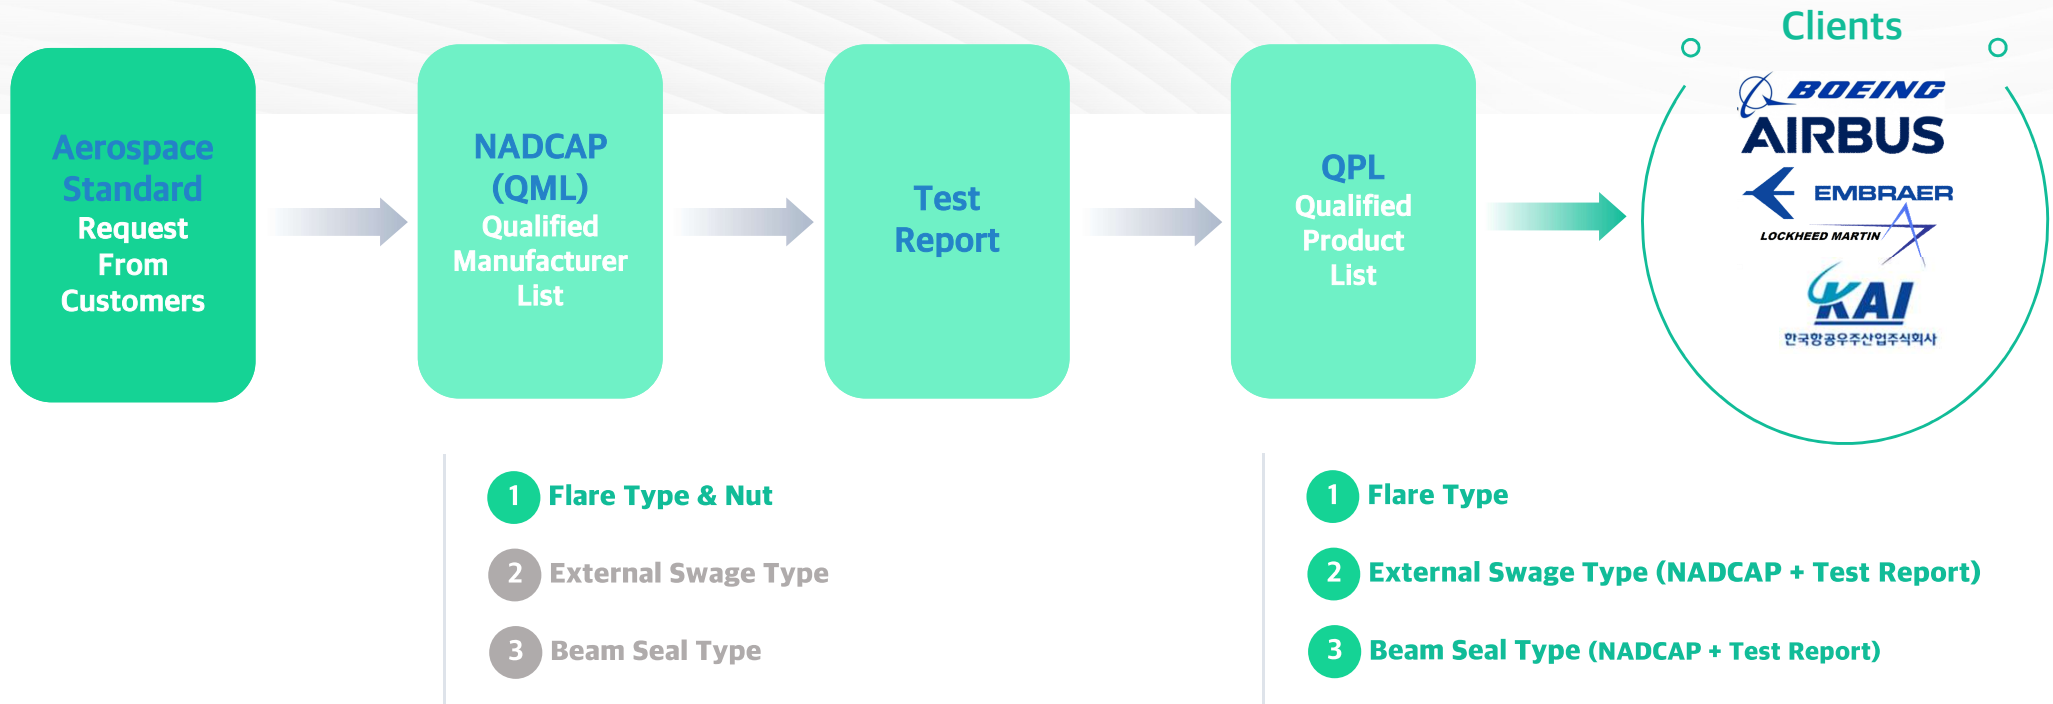 Aerospace
Standard
Request
From
Customers
NADCAP
(QML)
Qualified
Manufacturer
List
Test
Report
QPL
Qualified
Product
List
Clients
BOEING
AIRBUS
EMBRAER
LOCKHEED MARTIN
KAI
한국항공우주산업주식회사
1 Flare Type & Nut
2 External Swage Type
3 Beam Seal Type
1 Flare Type
2 External Swage Type (NADCAP + Test Report)
3 Beam Seal Type (NADCAP + Test Report)